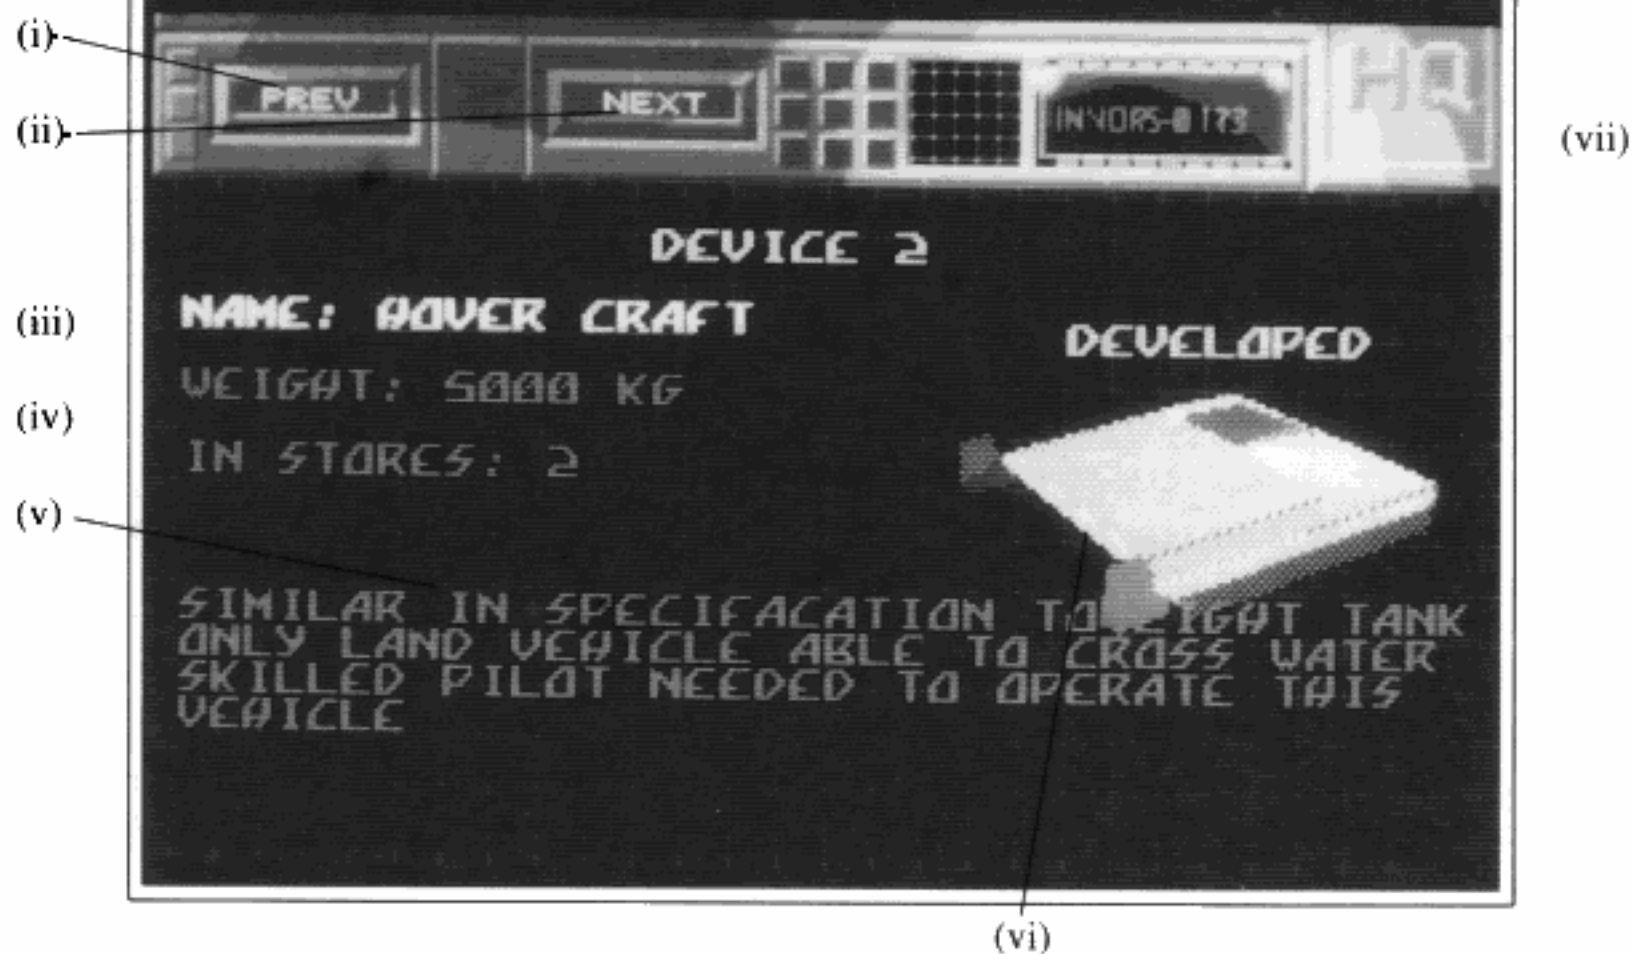 (i)
PREV
NEXT
HQ
(ii)
(vii)
DEVICE 2
(iii)
NAME: HOVER CRAFT
DEVELOPED
WEIGHT: 5000 KG
(iv)
IN STORES: 2
(v)
SIMILAR IN SPECIFACATION TO LIGHT TANK
ONLY LAND VEHICLE ABLE TO CROSS WATER
SKILLED PILOT NEEDED TO OPERATE THIS
VEHICLE
(vi)